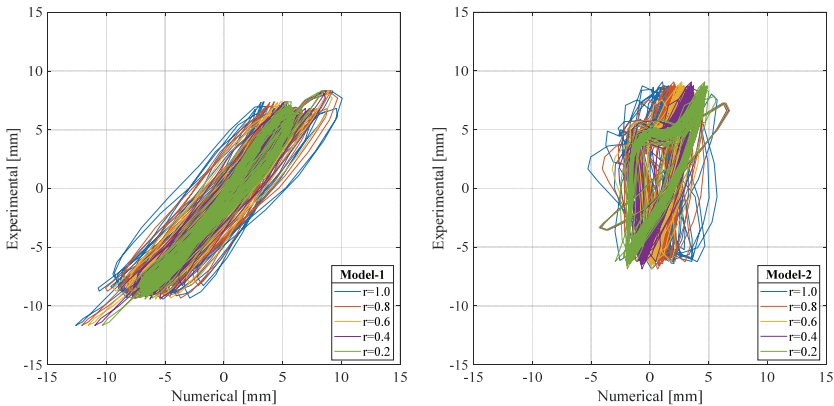 15
10
5
0
-5
-10
-15
-15 -10 -5 0 5 10 15
Experimental [mm]
Numerical [mm]
Model-1
r=1.0
r=0.8
r=0.6
r=0.4
r=0.2
15
10
5
0
-5
-10
-15
-15 -10 -5 0 5 10 15
Experimental [mm]
Numerical [mm]
Model-2
r=1.0
r=0.8
r=0.6
r=0.4
r=0.2